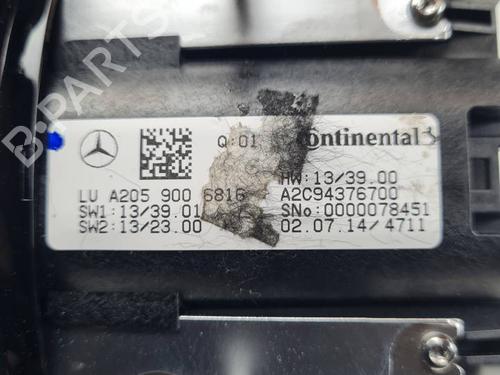 B-PARTS
Q:01 Continental
HW:13/39.00
LU A205 900 6816 A2C94376700
SW1:13/39.01 SNo:0000078451
SW2:13/23.00 02.07.14/4711